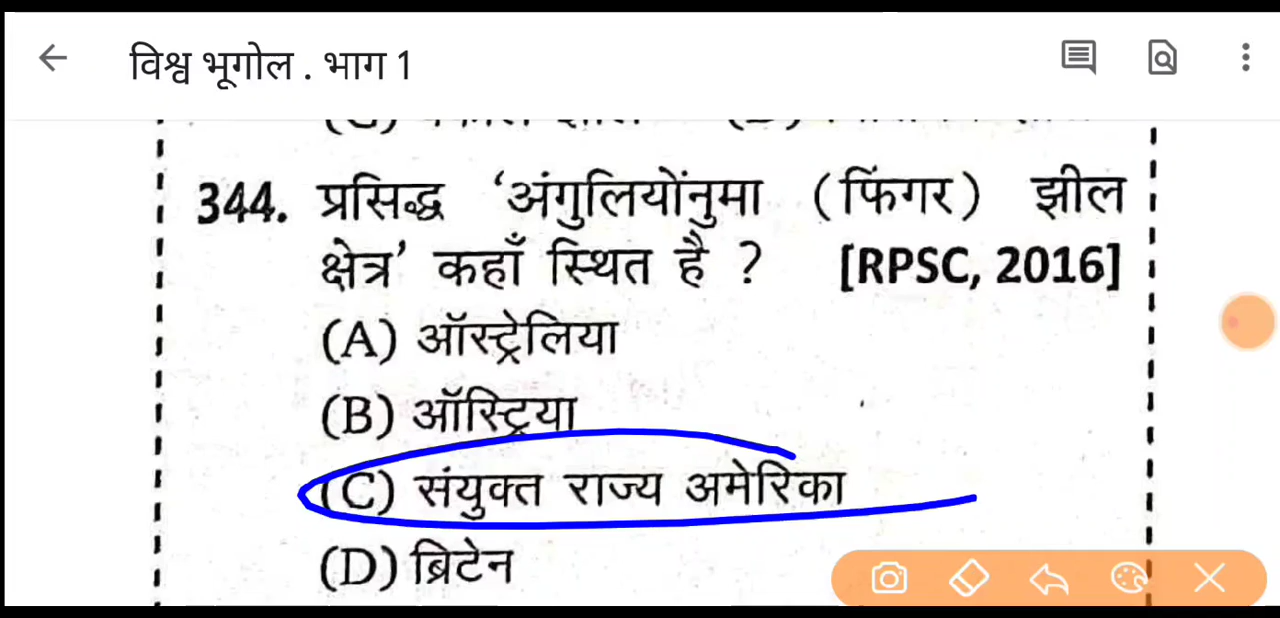 विश्व भूगोल . भाग 1
344. प्रसिद्ध ‘अंगुलियोंनुमा (फिंगर) झील
क्षेत्र’ कहाँ स्थित है ? [RPSC, 2016]
(A) ऑस्ट्रेलिया
(B) ऑस्ट्रिया
(C) संयुक्त राज्य अमेरिका
(D) ब्रिटेन